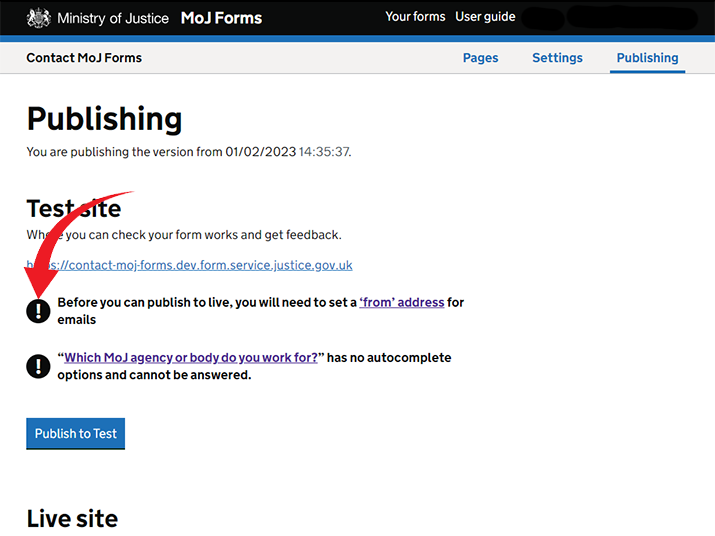 Ministry of Justice MoJ Forms Your forms User guide
Contact MoJ Forms Pages Settings Publishing
Publishing
You are publishing the version from 01/02/2023 14:35:37.
Test site
you can check your form works and get feedback.
://contact-moj-forms.dev.form.service.justice.gov.uk
! Before you can publish to live, you will need to set a ‘from’ address for
emails
! “Which MoJ agency or body do you work for?” has no autocomplete
options and cannot be answered.
Publish to Test
Live site